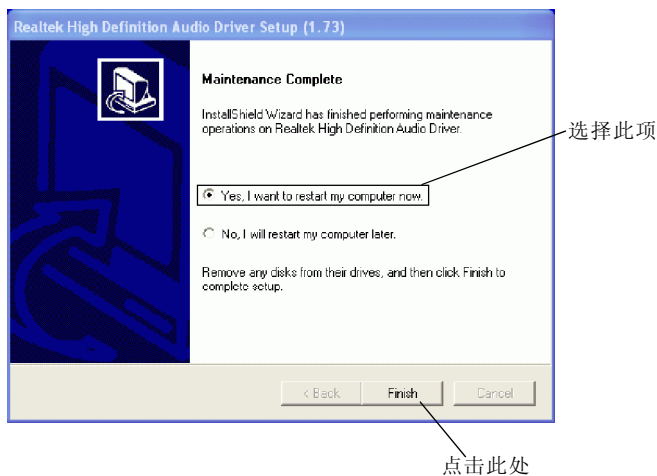 Realtek High Definition Audio Driver Setup (1.73)
Maintenance Complete
InstallShield Wizard has finished performing maintenance
operations on Realtek High Definition Audio Driver.
选择此项
Yes, I want to restart my computer now.
No, I will restart my computer later.
Remove any disks from their drives, and then click Finish to
complete setup.
< Back
Finish
Cancel
点击此处